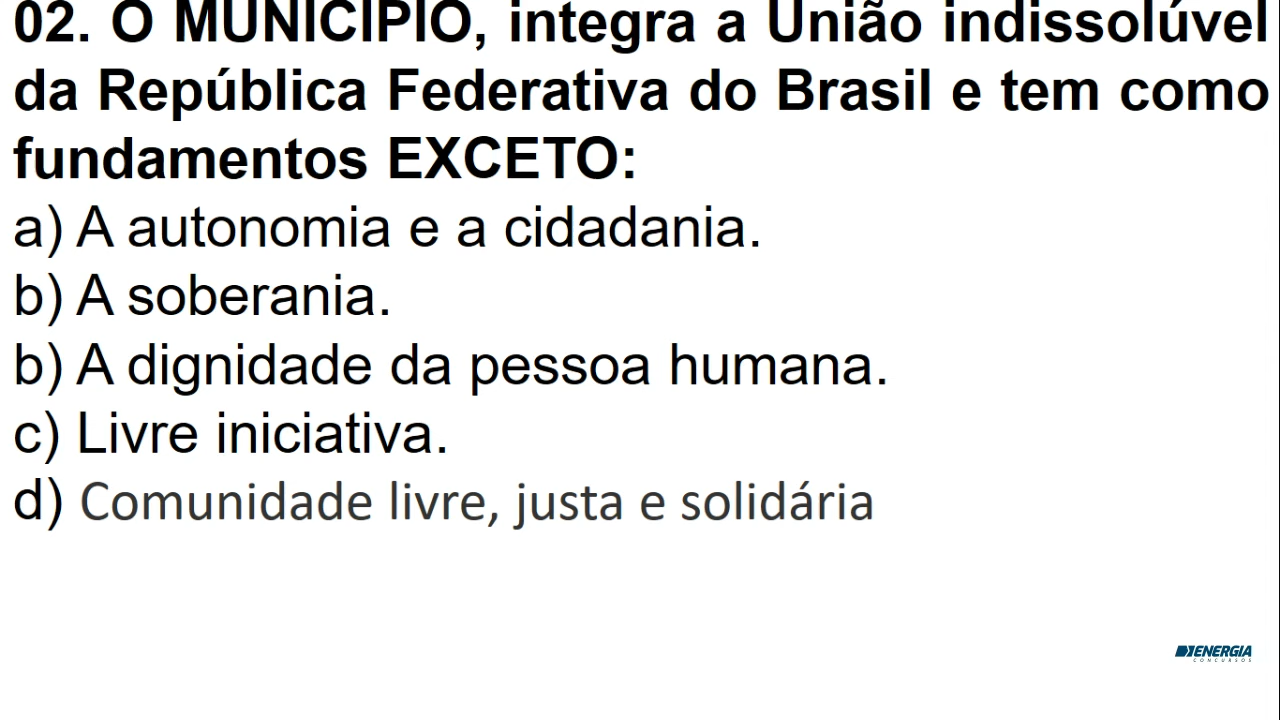 02. O MUNICÍPIO, integra a União indissolúvel
da República Federativa do Brasil e tem como
fundamentos EXCETO:
a) A autonomia e a cidadania.
b) A soberania.
b) A dignidade da pessoa humana.
c) Livre iniciativa.
d) Comunidade livre, justa e solidária
ENERGIA
CONCURSOS